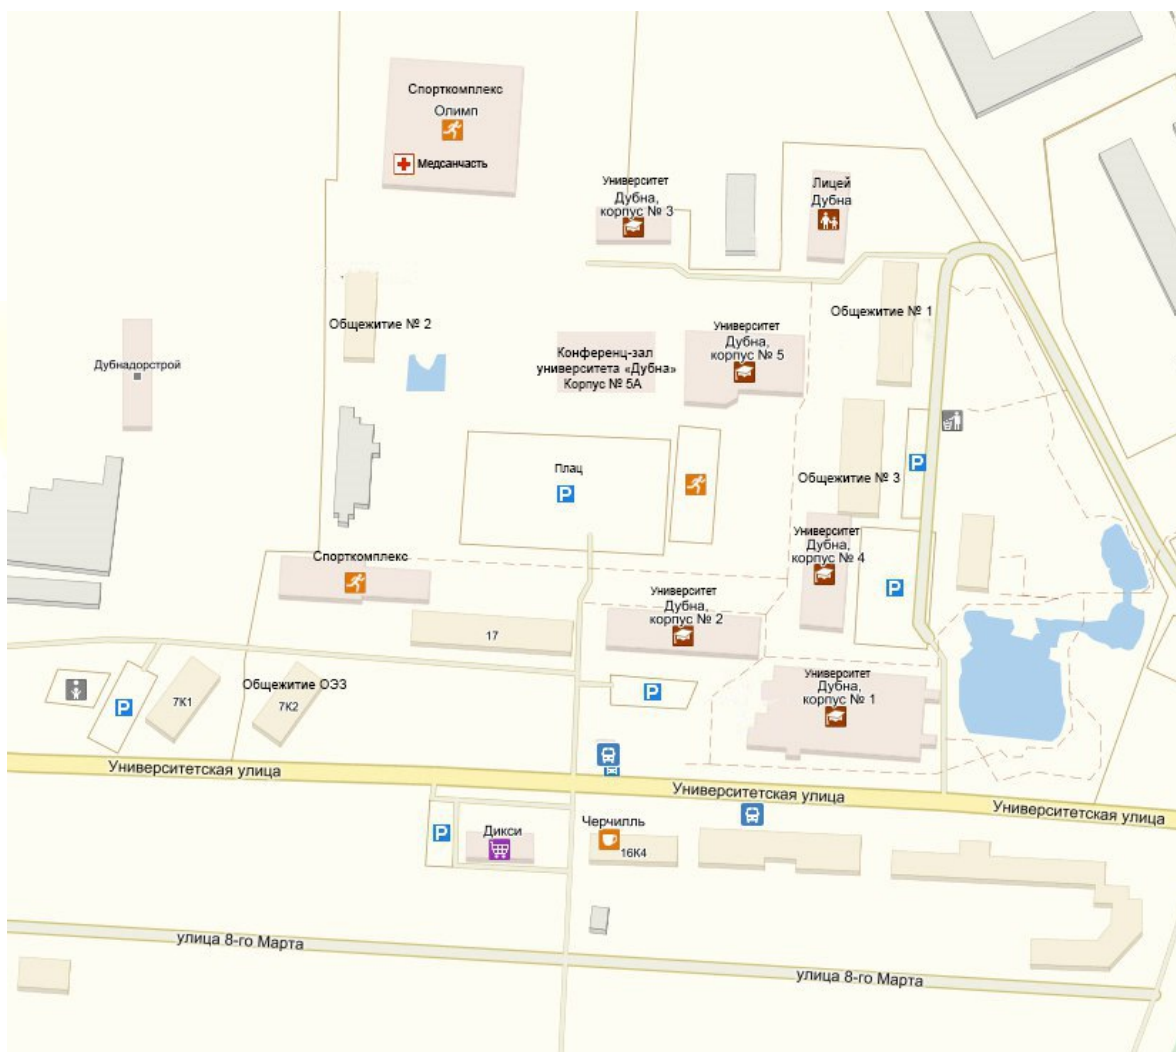 Спорткомплекс
Олимп
Медсанчасть
Университет
Дубна,
корпус № 3
Лицей
Дубна
Общежитие № 2
Общежитие № 1
Дубнадорстрой
Конференц-зал
университета «Дубна»
Корпус № 5А
Университет
Дубна,
корпус № 5
Плац
P
P
Общежитие № 3
Спорткомплекс
Университет
Дубна,
корпус № 4
P
Университет
Дубна,
корпус № 2
17
Общежитие ОЭЗ
7К1
7К2
P
P
Университет
Дубна,
корпус № 1
Университетская улица
Университетская улица
Университетская улица
P
Дикси
Черчилль
16К4
улица 8-го Марта
улица 8-го Марта